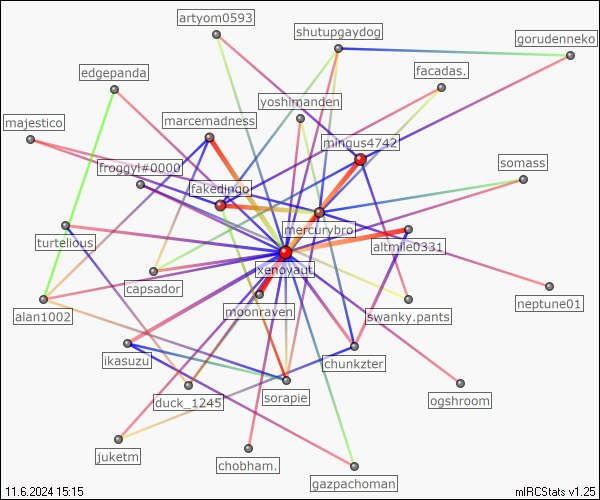 artyom0593
shutupgaydog
gorudenneko
edgepanda
facadas.
yoshimanden
majestico
marcemadness
mingus4742
froggyl#0000
somass
fakedingo
mercurybro
turtelious
altmile0331
capsador
xenoyaut
neptune01
alan1002
moonraven
swanky.pants
ikasuzu
chunkzter
duck_1245
sorapie
ogshroom
juketm
chobham.
gazpachoman
11.6.2024 15:15
mIRCStats v1.25